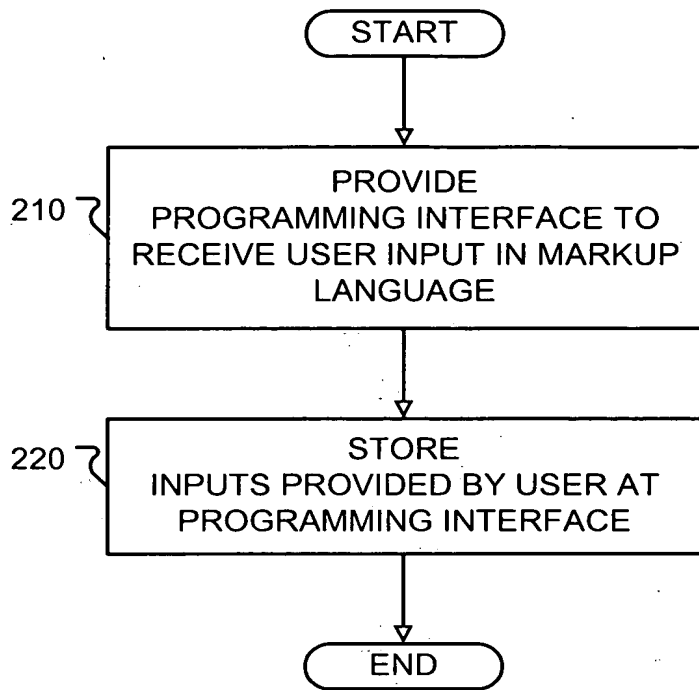 START
210
PROVIDE
PROGRAMMING INTERFACE TO
RECEIVE USER INPUT IN MARKUP
LANGUAGE
220
STORE
INPUTS PROVIDED BY USER AT
PROGRAMMING INTERFACE
END